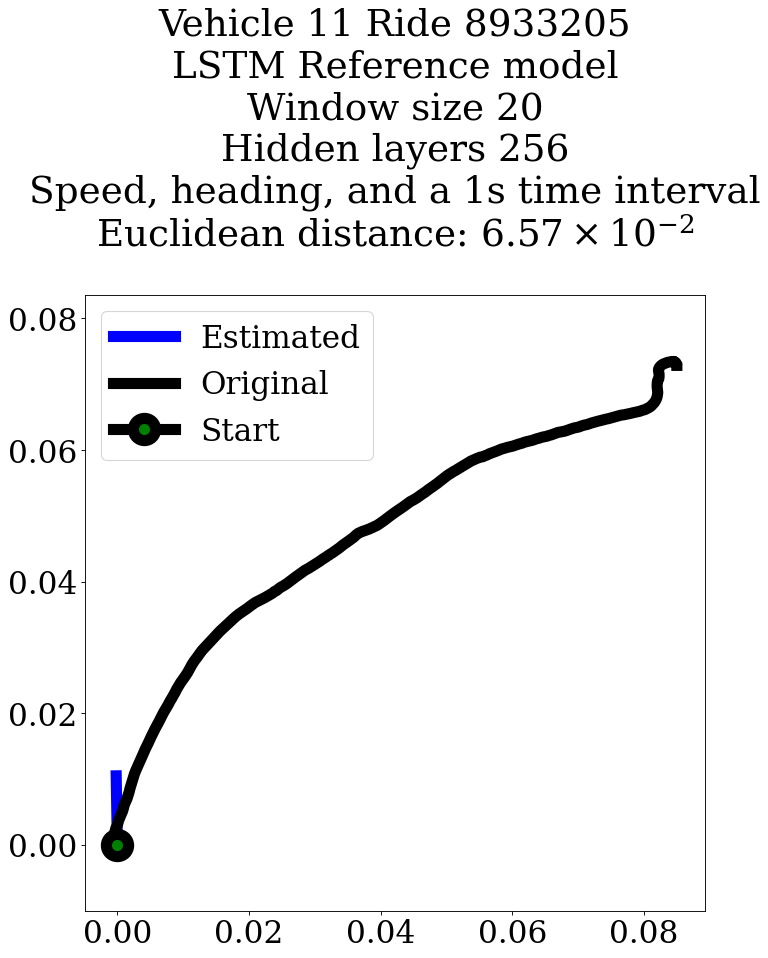 Vehicle 11 Ride 8933205
LSTM Reference model
Window size 20
Hidden layers 256
Speed, heading, and a 1s time interval
Euclidean distance: 6.57 × 10⁻²
0.08
Estimated
Original
Start
0.06
0.04
0.02
0.00
0.00 0.02 0.04 0.06 0.08